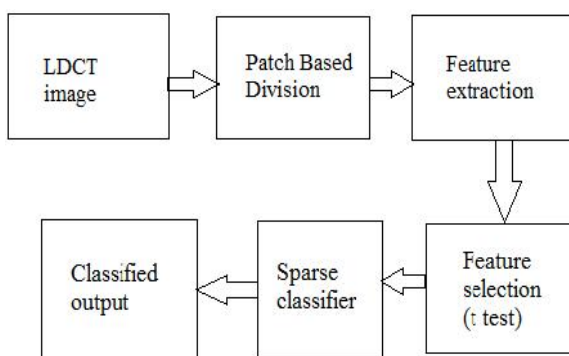 LDCT
image
Patch Based
Division
Feature
extraction
Feature
selection
(t test)
Sparse
classifier
Classified
output